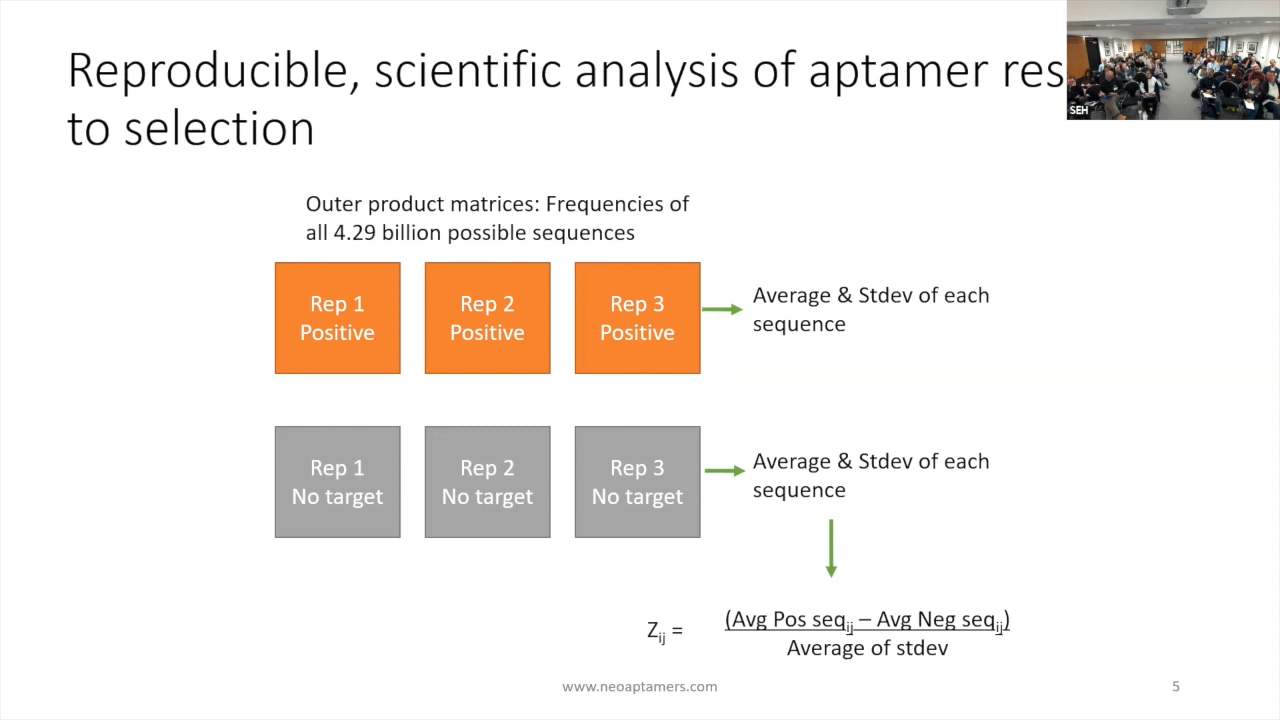 Reproducible, scientific analysis of aptamer res
to selection
SEH
Outer product matrices: Frequencies of
all 4.29 billion possible sequences
Rep 1
Positive
Rep 2
Positive
Rep 3
Positive
Average & Stdev of each
sequence
Rep 1
No target
Rep 2
No target
Rep 3
No target
Average & Stdev of each
sequence
Zij = (Avg Pos seqij – Avg Neg seqij)
Average of stdev
www.neoaptamers.com
5